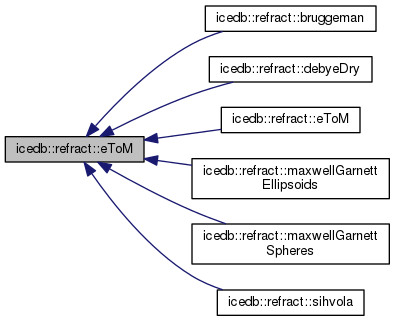 icedb::refract::bruggeman
icedb::refract::debyeDry
icedb::refract::eToM
icedb::refract::eToM
icedb::refract::maxwellGarnett
Ellipsoids
icedb::refract::maxwellGarnett
Spheres
icedb::refract::sihvola